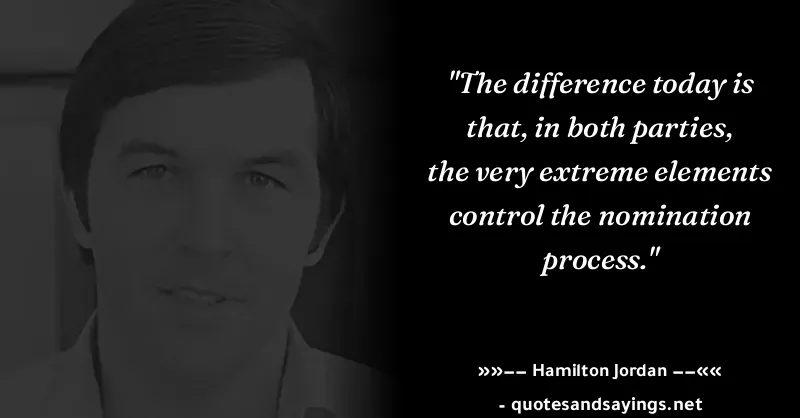 "The difference today is
that, in both parties,
the very extreme elements
control the nomination
process."
»»−− Hamilton Jordan −−««
- quotesandsayings.net